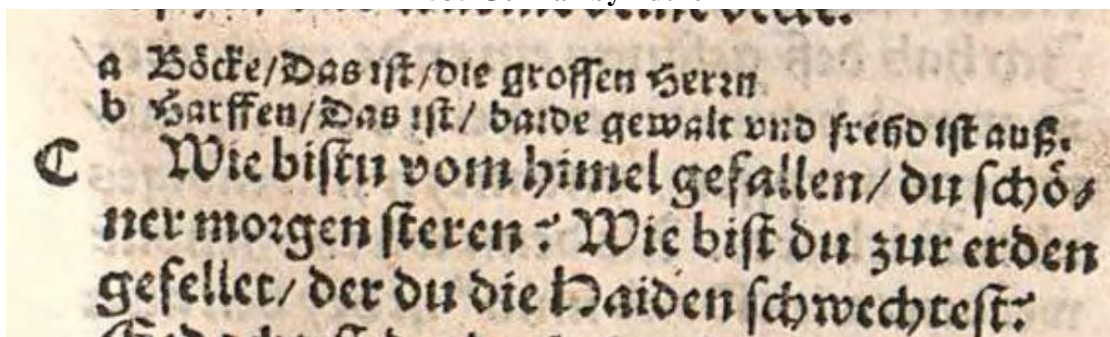 a Böcke/Das ist/die grossen Herrn
b Harffen/Das ist/ baide gewalt vnd freud ist auß.
C Wie bistu vom himel gefallen/ du schö⸗
ner morgen steren? Wie bist du zur erden
gefellet/ der du die Haiden schwechtest?